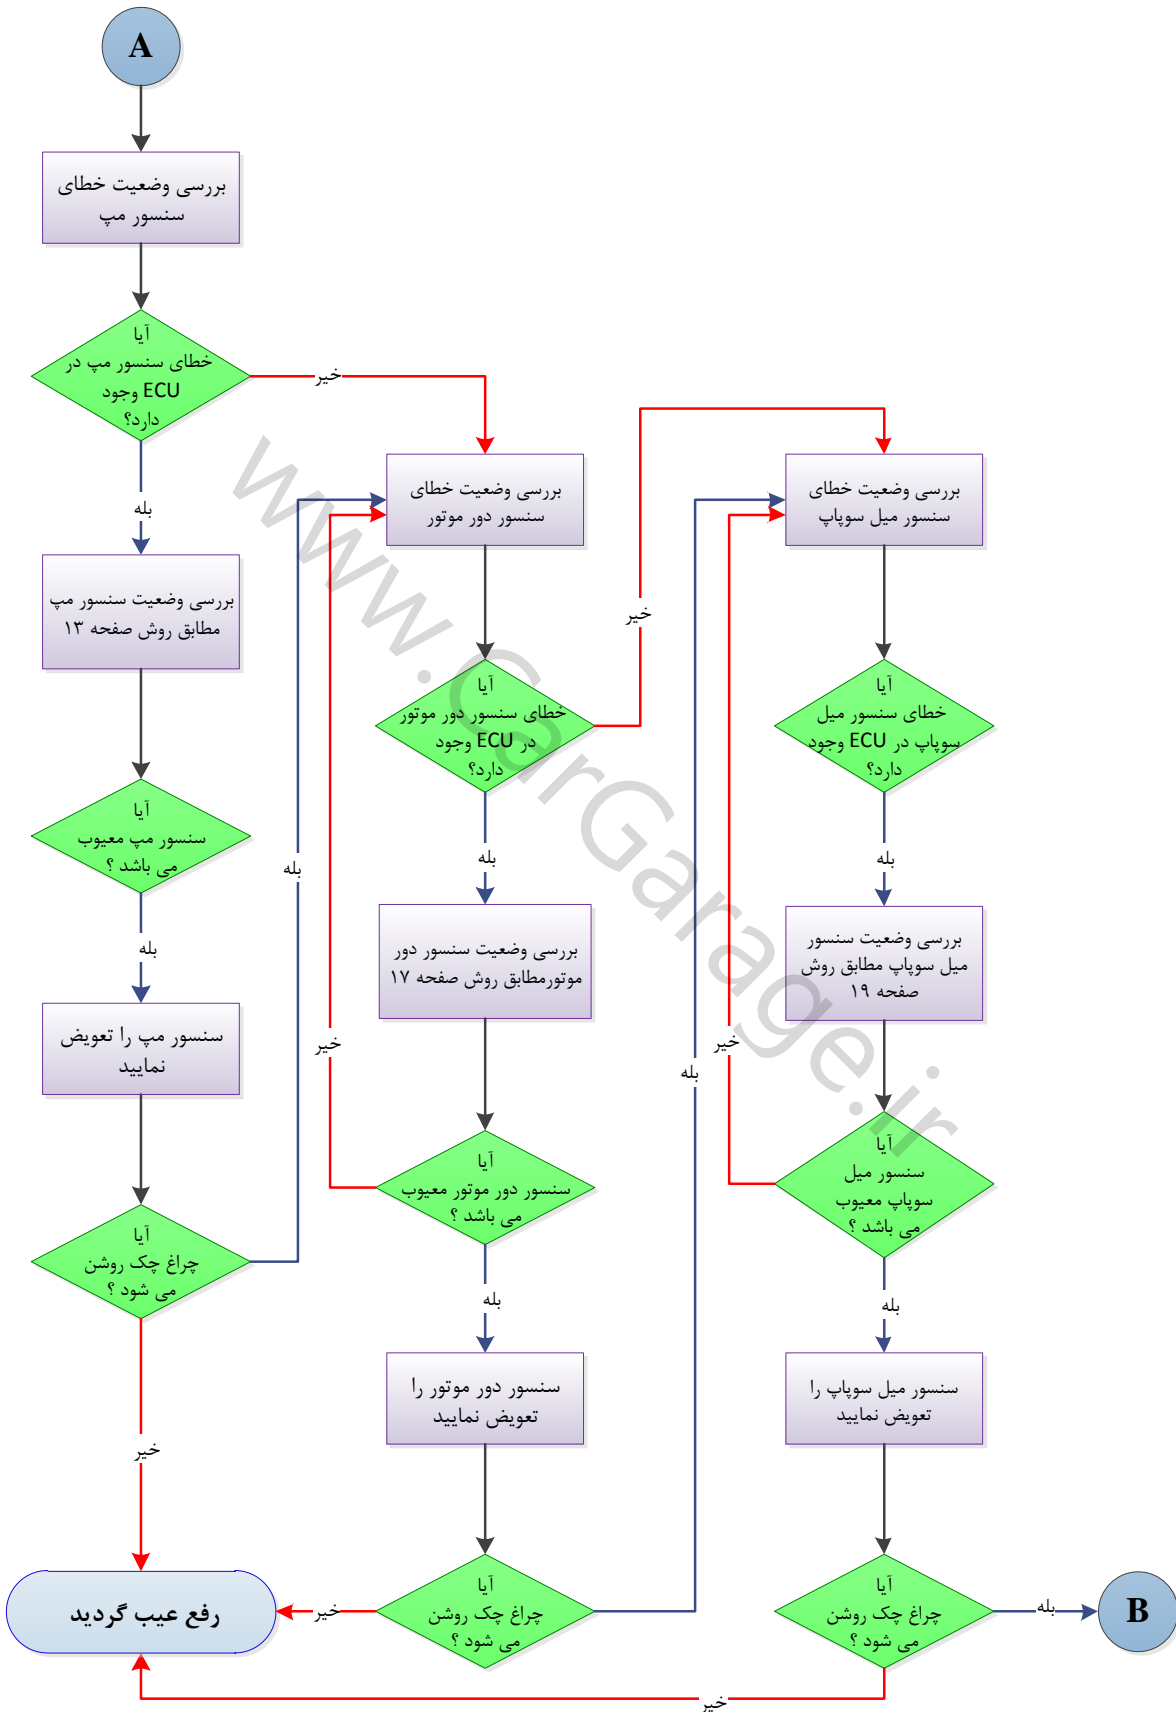 A
بررسی وضعیت خطای
سنسور مپ
آیا
خطای سنسور مپ در
ECU وجود
دارد؟
خیر
بله
بررسی وضعیت سنسور مپ
مطابق روش صفحه ۱۳
آیا
سنسور مپ معیوب
می باشد ؟
بله
سنسور مپ را تعویض
نمایید
آیا
چراغ چک روشن
می شود ؟
بله
خیر
رفع عیب گردید
بررسی وضعیت خطای
سنسور دور موتور
آیا
خطای سنسور دور موتور
در ECU وجود
دارد؟
خیر
بله
بررسی وضعیت سنسور دور
موتورمطابق روش صفحه ۱۷
آیا
سنسور دور موتور معیوب
می باشد ؟
خیر
بله
سنسور دور موتور را
تعویض نمایید
آیا
چراغ چک روشن
می شود ؟
خیر
بله
بررسی وضعیت خطای
سنسور میل سوپاپ
آیا
خطای سنسور میل
سوپاپ در ECU وجود
دارد؟
بله
بررسی وضعیت سنسور
میل سوپاپ مطابق روش
صفحه ۱۹
آیا
سنسور میل
سوپاپ معیوب
می باشد ؟
خیر
بله
سنسور میل سوپاپ را
تعویض نمایید
آیا
چراغ چک روشن
می شود ؟
بله
خیر
B
www.CarGarage.ir